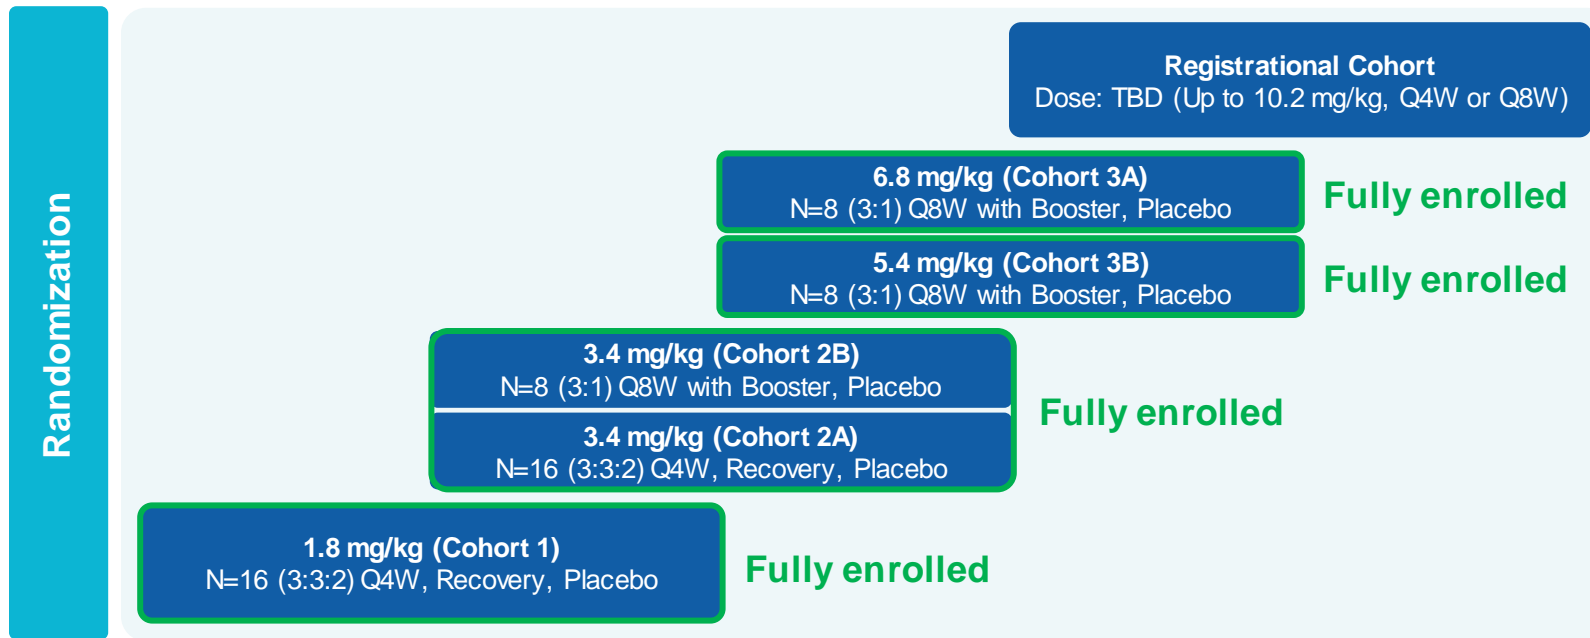 Randomization
Registrational Cohort
Dose: TBD (Up to 10.2 mg/kg, Q4W or Q8W)
6.8 mg/kg (Cohort 3A)
N=8 (3:1) Q8W with Booster, Placebo
Fully enrolled
5.4 mg/kg (Cohort 3B)
N=8 (3:1) Q8W with Booster, Placebo
Fully enrolled
3.4 mg/kg (Cohort 2B)
N=8 (3:1) Q8W with Booster, Placebo
3.4 mg/kg (Cohort 2A)
N=16 (3:3:2) Q4W, Recovery, Placebo
Fully enrolled
1.8 mg/kg (Cohort 1)
N=16 (3:3:2) Q4W, Recovery, Placebo
Fully enrolled